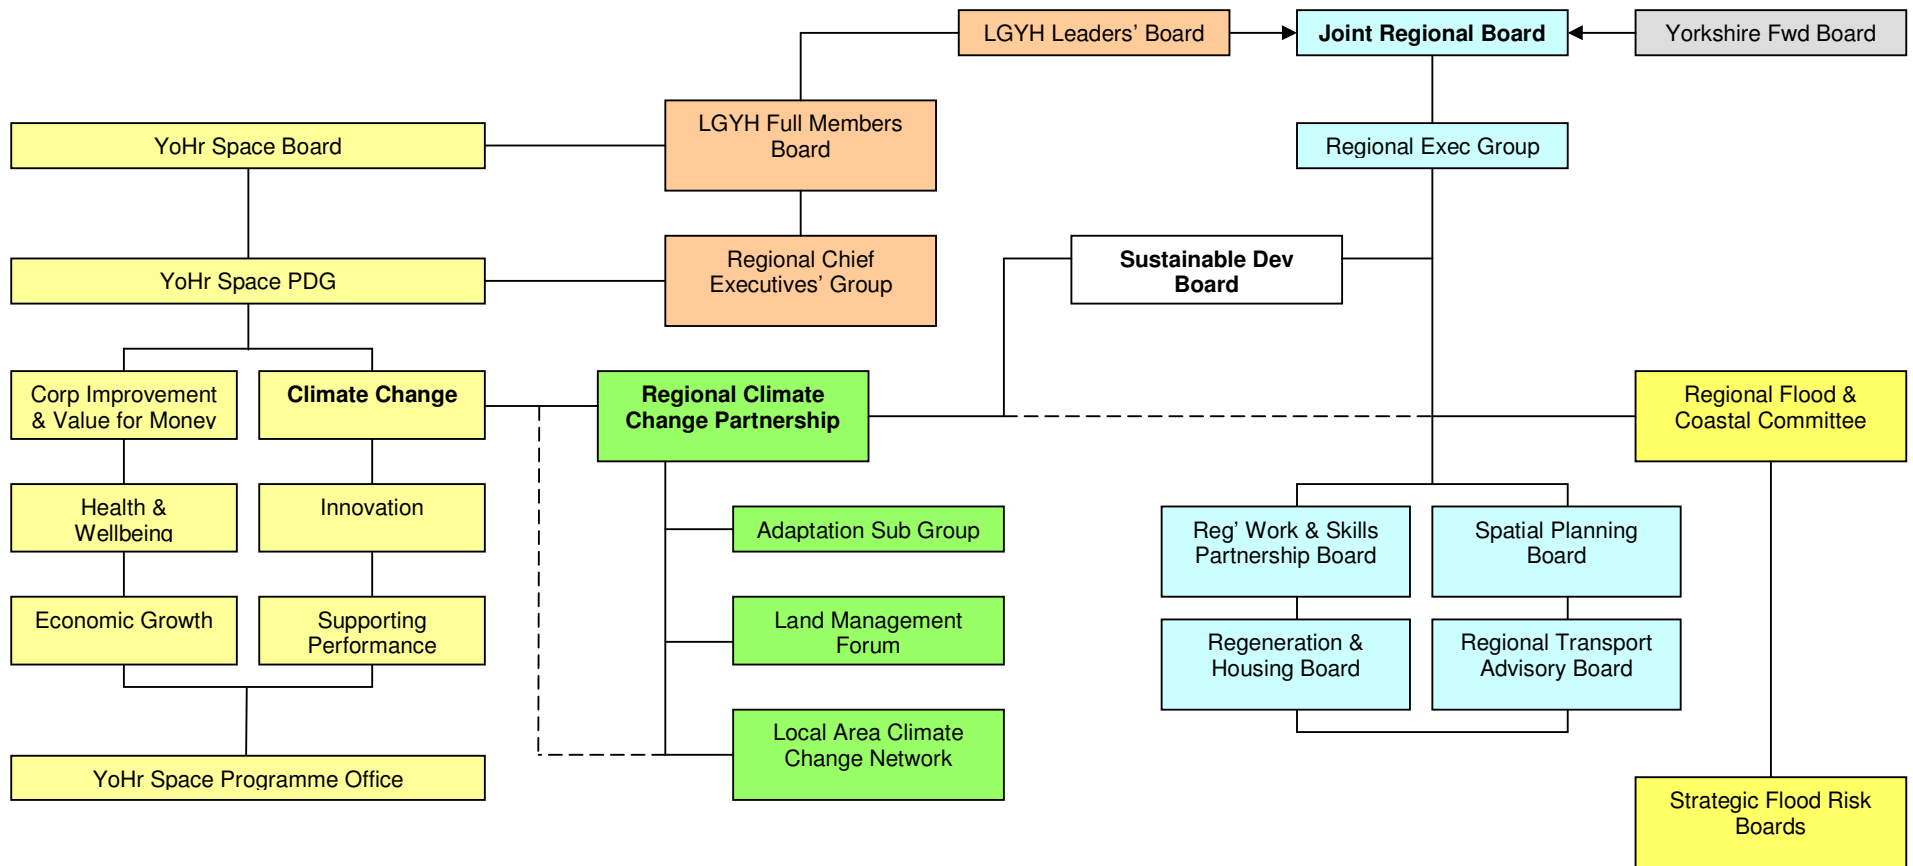 LGYH Leaders' Board
Joint Regional Board
Yorkshire Fwd Board
LGYH Full Members
Board
YoHr Space Board
Regional Exec Group
Regional Chief
Executives' Group
Sustainable Dev
Board
YoHr Space PDG
Corp Improvement
& Value for Money
Climate Change
Regional Climate
Change Partnership
Regional Flood &
Coastal Committee
Health &
Wellbeing
Innovation
Adaptation Sub Group
Reg' Work & Skills
Partnership Board
Spatial Planning
Board
Economic Growth
Supporting
Performance
Land Management
Forum
Regeneration &
Housing Board
Regional Transport
Advisory Board
Local Area Climate
Change Network
YoHr Space Programme Office
Strategic Flood Risk
Boards